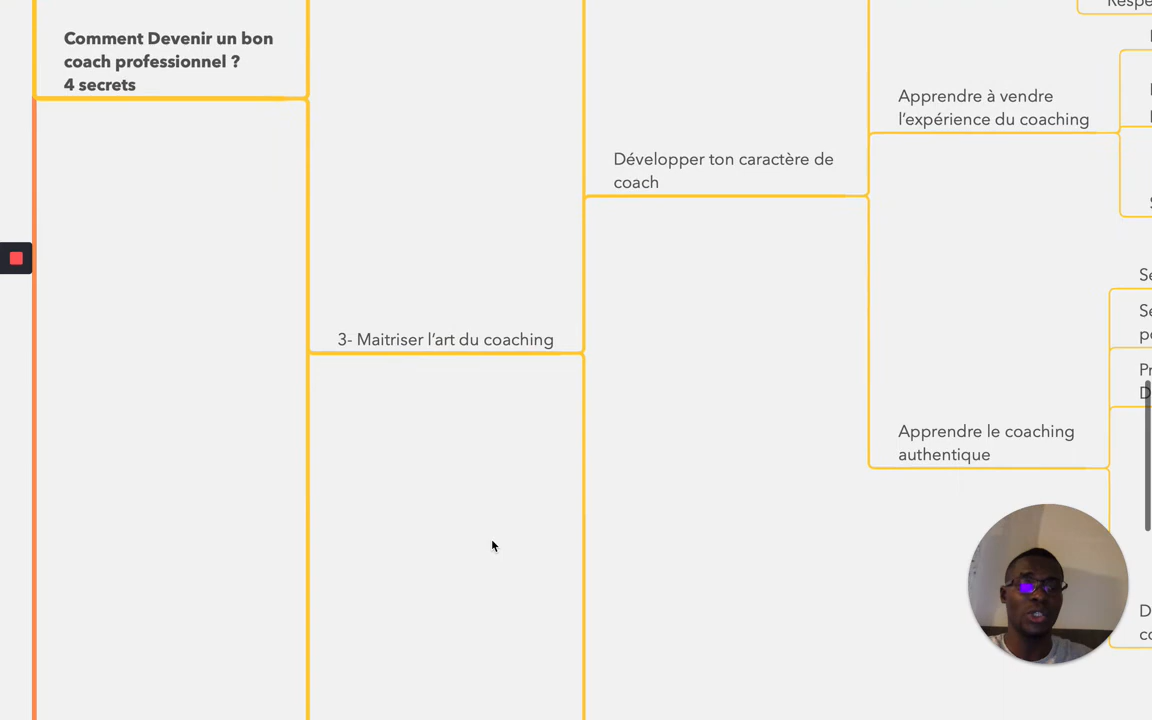 Comment Devenir un bon
coach professionnel ?
4 secrets
3- Maitriser l’art du coaching
Développer ton caractère de
coach
Apprendre à vendre
l’expérience du coaching
Apprendre le coaching
authentique